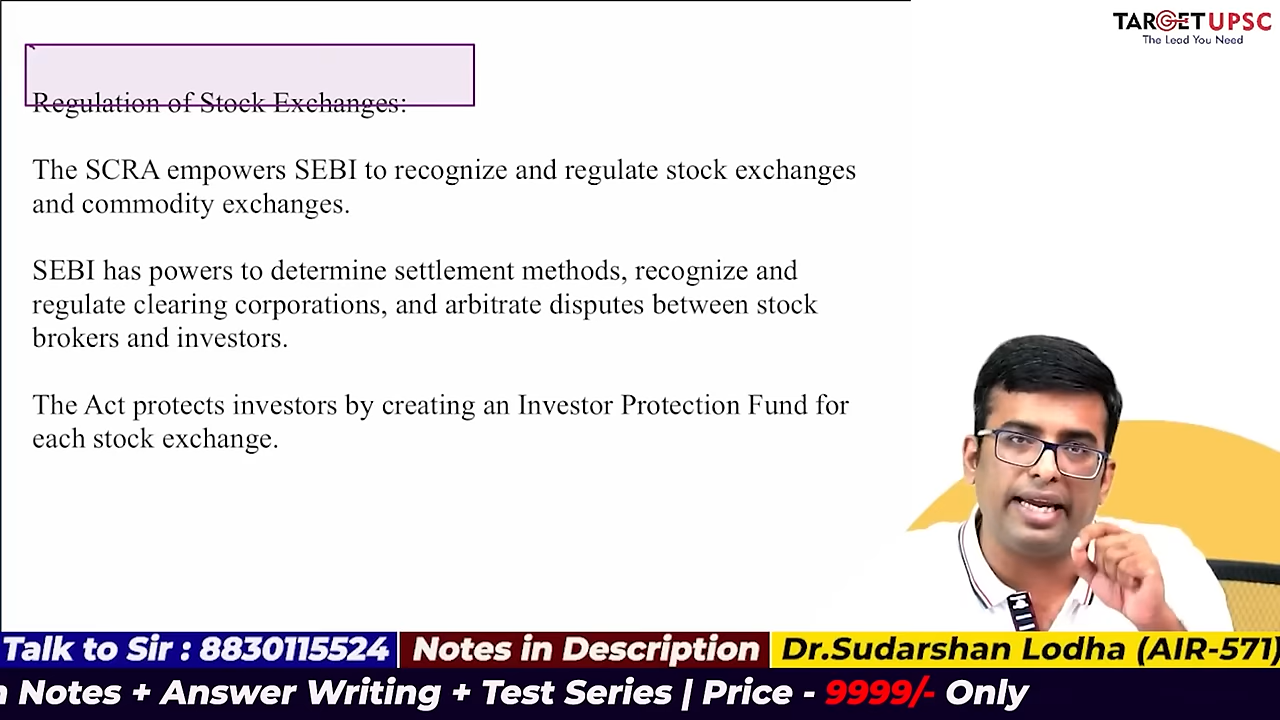 TARGET UPSC
The Lead You Need
Regulation of Stock Exchanges:
The SCRA empowers SEBI to recognize and regulate stock exchanges
and commodity exchanges.
SEBI has powers to determine settlement methods, recognize and
regulate clearing corporations, and arbitrate disputes between stock
brokers and investors.
The Act protects investors by creating an Investor Protection Fund for
each stock exchange.
Talk to Sir : 8830115524 Notes in Description Dr.Sudarshan Lodha (AIR-571)
Notes + Answer Writing + Test Series | Price - 9999/- Only